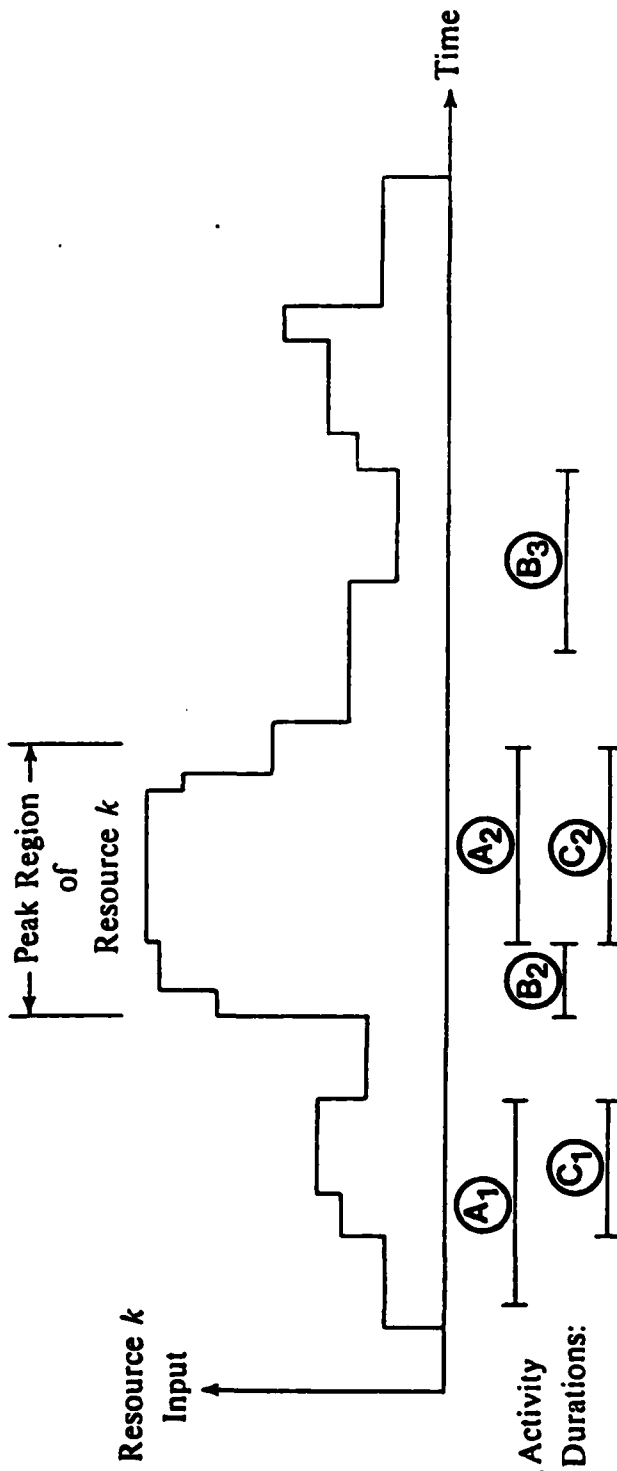 Peak Region
of
Resource k
Resource k
Input
Time
Activity
Durations:
A1
A2
B2
B3
C1
C2